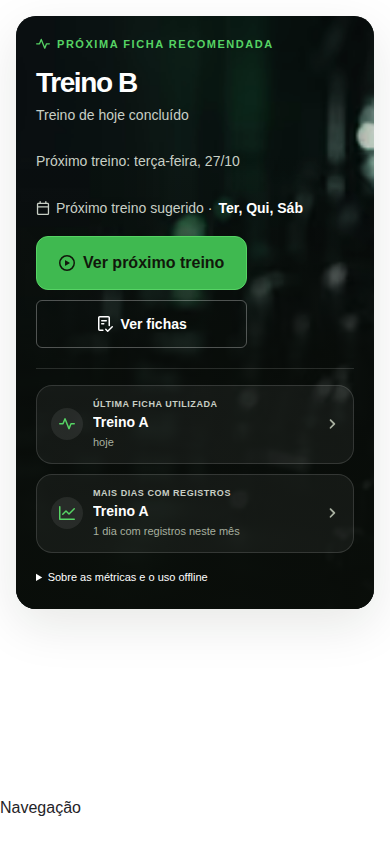 PRÓXIMA FICHA RECOMENDADA
Treino B
Treino de hoje concluído
Próximo treino: terça-feira, 27/10
Próximo treino sugerido · Ter, Qui, Sáb
Ver próximo treino
Ver fichas
ÚLTIMA FICHA UTILIZADA
Treino A
hoje
MAIS DIAS COM REGISTROS
Treino A
1 dia com registros neste mês
Sobre as métricas e o uso offline
Navegação